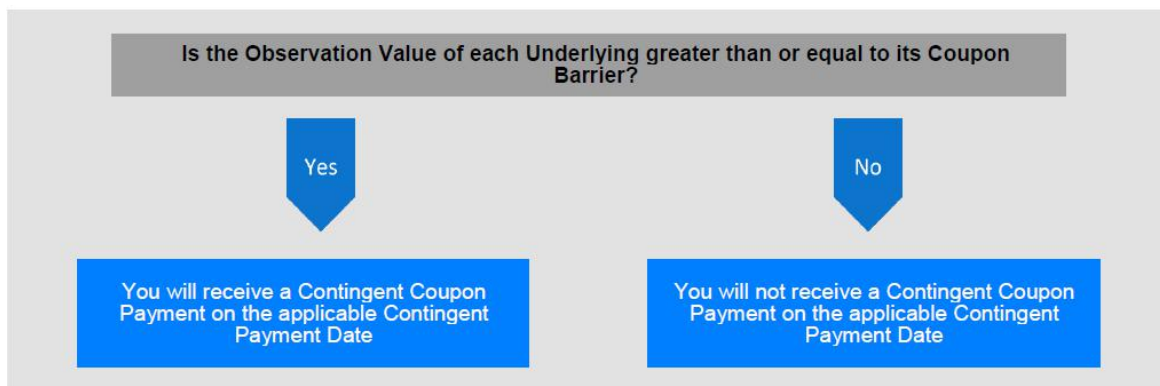 Is the Observation Value of each Underlying greater than or equal to its Coupon
Barrier?
Yes
No
You will receive a Contingent Coupon
Payment on the applicable Contingent
Payment Date
You will not receive a Contingent Coupon
Payment on the applicable Contingent
Payment Date